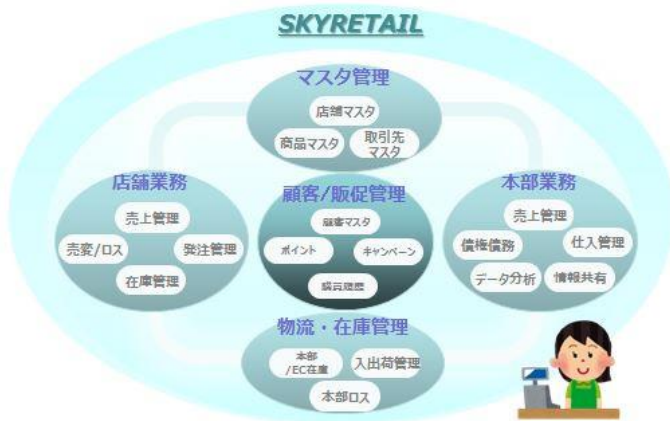 SKYRETAIL
マスタ管理
店舗マスタ
商品マスタ
取引先
マスタ
店舗業務
売上管理
売変/ロス
発注管理
在庫管理
顧客/販促管理
顧客マスタ
ポイント
キャンペーン
購買履歴
本部業務
売上管理
債権債務
仕入管理
データ分析
情報共有
物流・在庫管理
本部
/EC在庫
入出荷管理
本部ロス